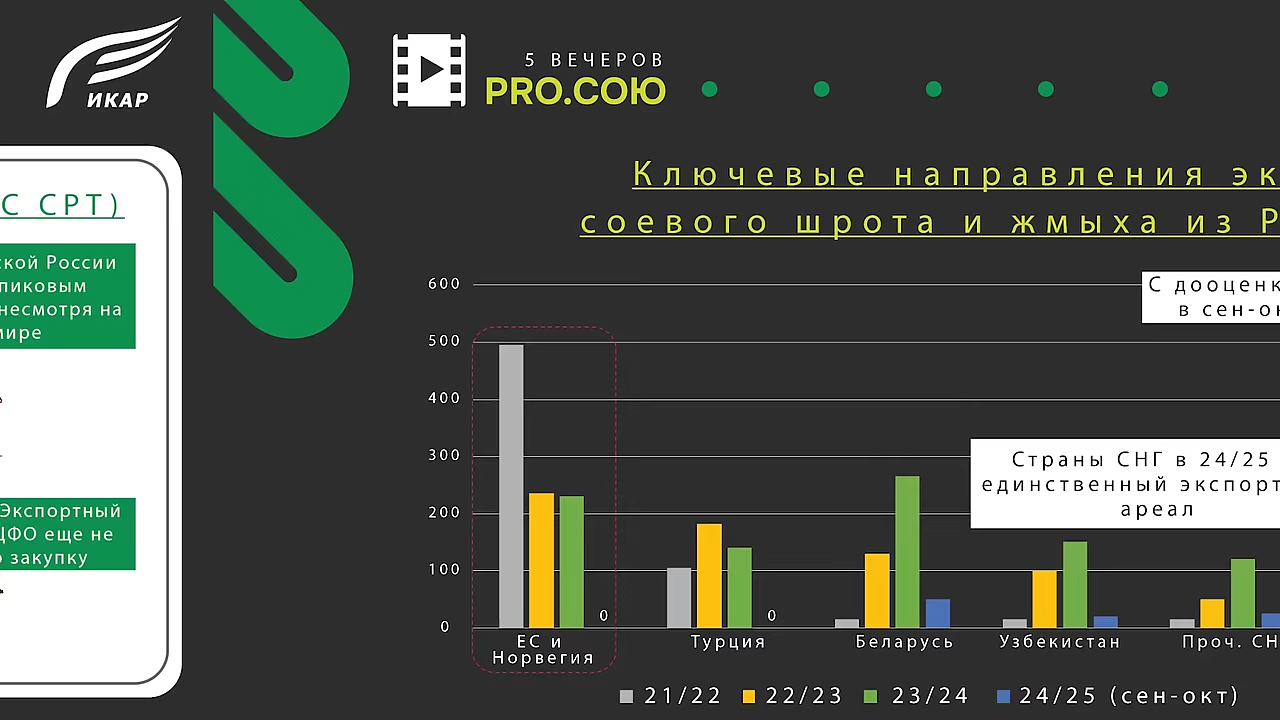 ИКАР
5 ВЕЧЕРОВ
PRO.СОЮ
С СРТ)
ской России
пиковым
несмотря на
мире
Экспортный
ЦФО еще не
закупку
Ключевые направления эк
соевого шрота и жмыха из Р
600
500
400
300
200
100
0
С дооценк
в сен-ок
Страны СНГ в 24/25
единственный экспорт
ареал
0
0
ЕС и
Норвегия
Турция
Беларусь
Узбекистан
Проч. СН
21/22 22/23 23/24 24/25 (сен-окт)